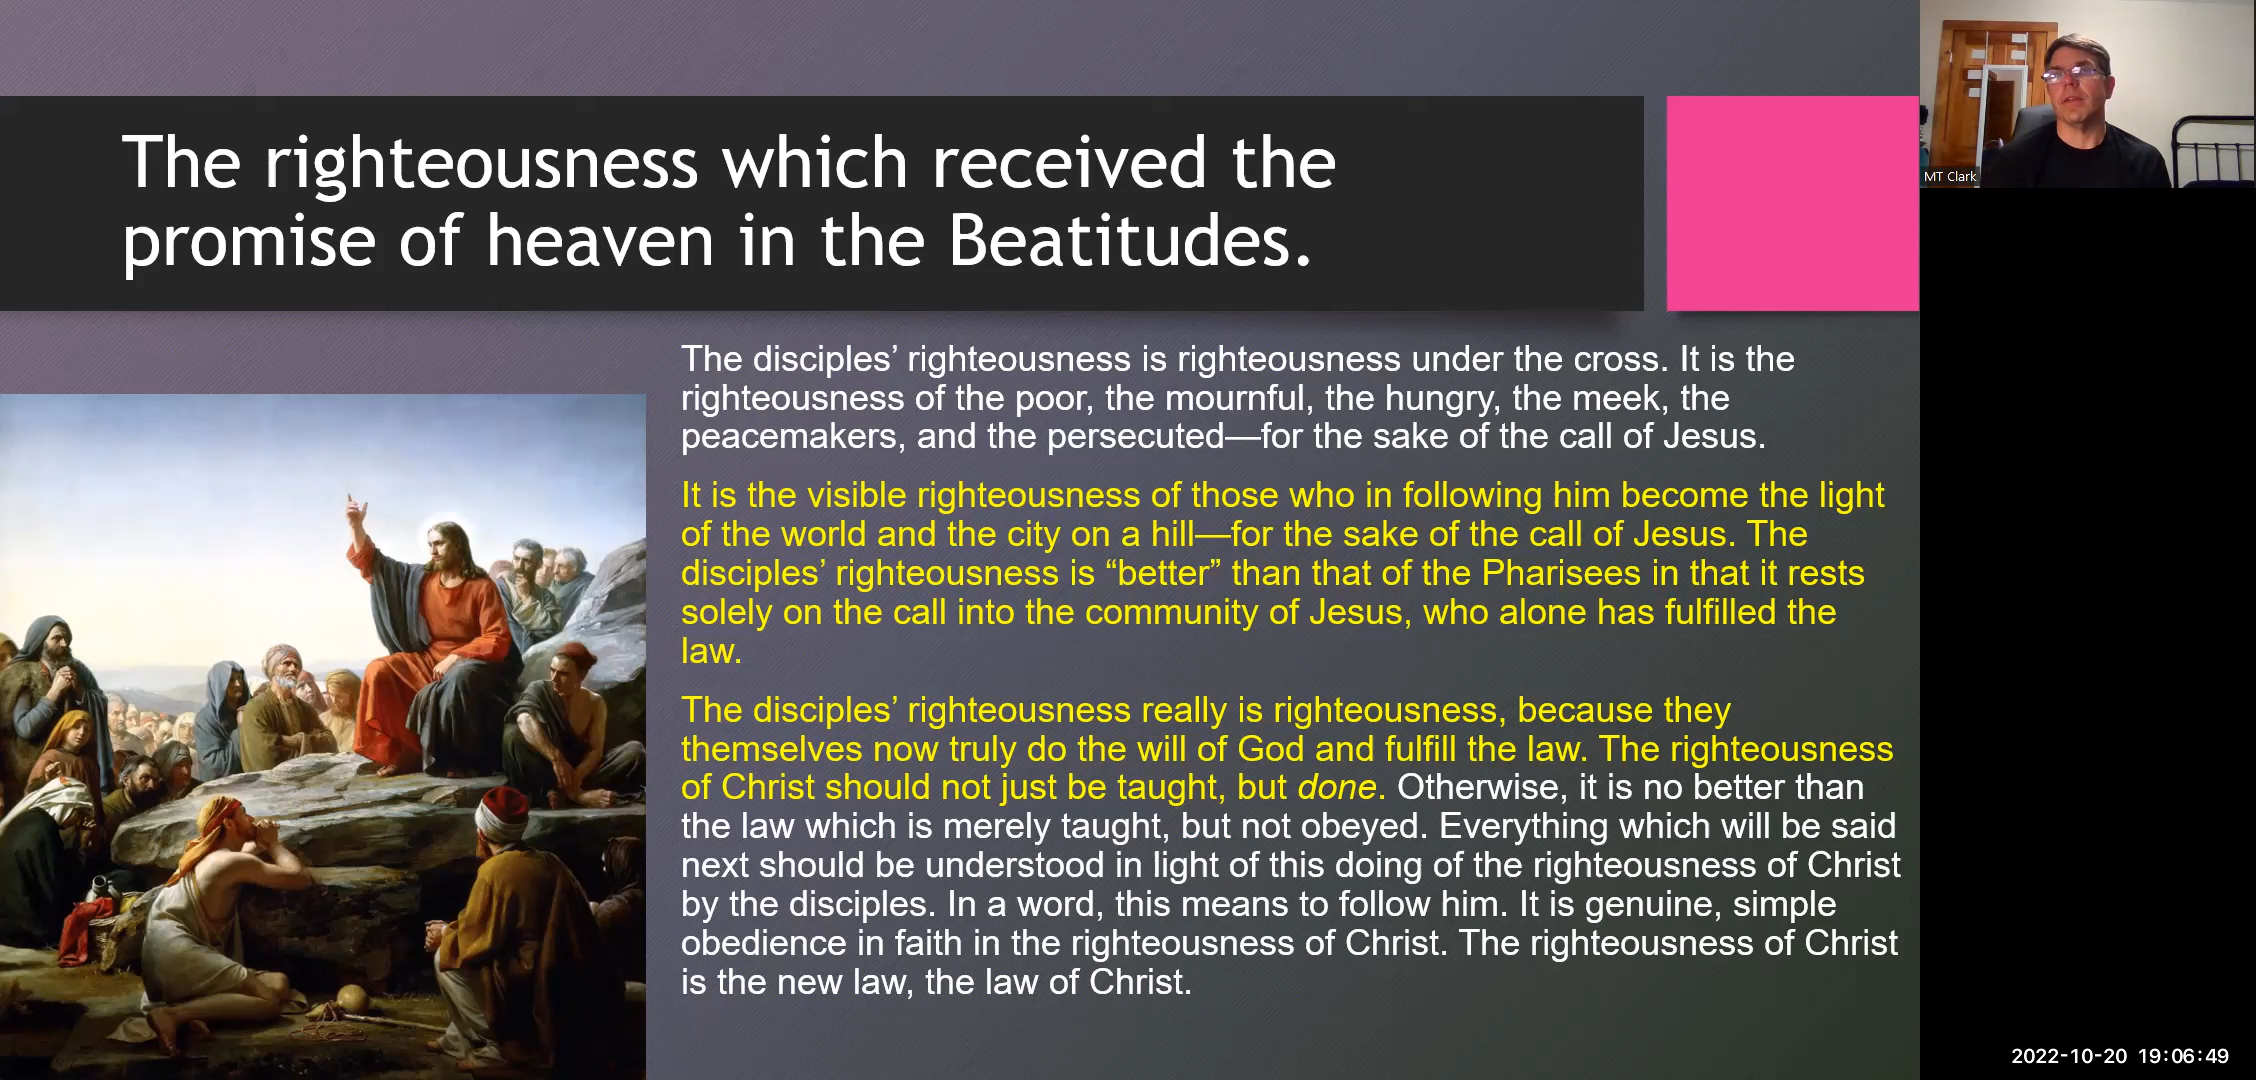 The righteousness which received the
promise of heaven in the Beatitudes.
The disciples’ righteousness is righteousness under the cross. It is the
righteousness of the poor, the mournful, the hungry, the meek, the
peacemakers, and the persecuted—for the sake of the call of Jesus.
It is the visible righteousness of those who in following him become the light
of the world and the city on a hill—for the sake of the call of Jesus. The
disciples’ righteousness is “better” than that of the Pharisees in that it rests
solely on the call into the community of Jesus, who alone has fulfilled the
law.
The disciples’ righteousness really is righteousness, because they
themselves now truly do the will of God and fulfill the law. The righteousness
of Christ should not just be taught, but done. Otherwise, it is no better than
the law which is merely taught, but not obeyed. Everything which will be said
next should be understood in light of this doing of the righteousness of Christ
by the disciples. In a word, this means to follow him. It is genuine, simple
obedience in faith in the righteousness of Christ. The righteousness of Christ
is the new law, the law of Christ.
MT Clark
2022-10-20 19:06:49